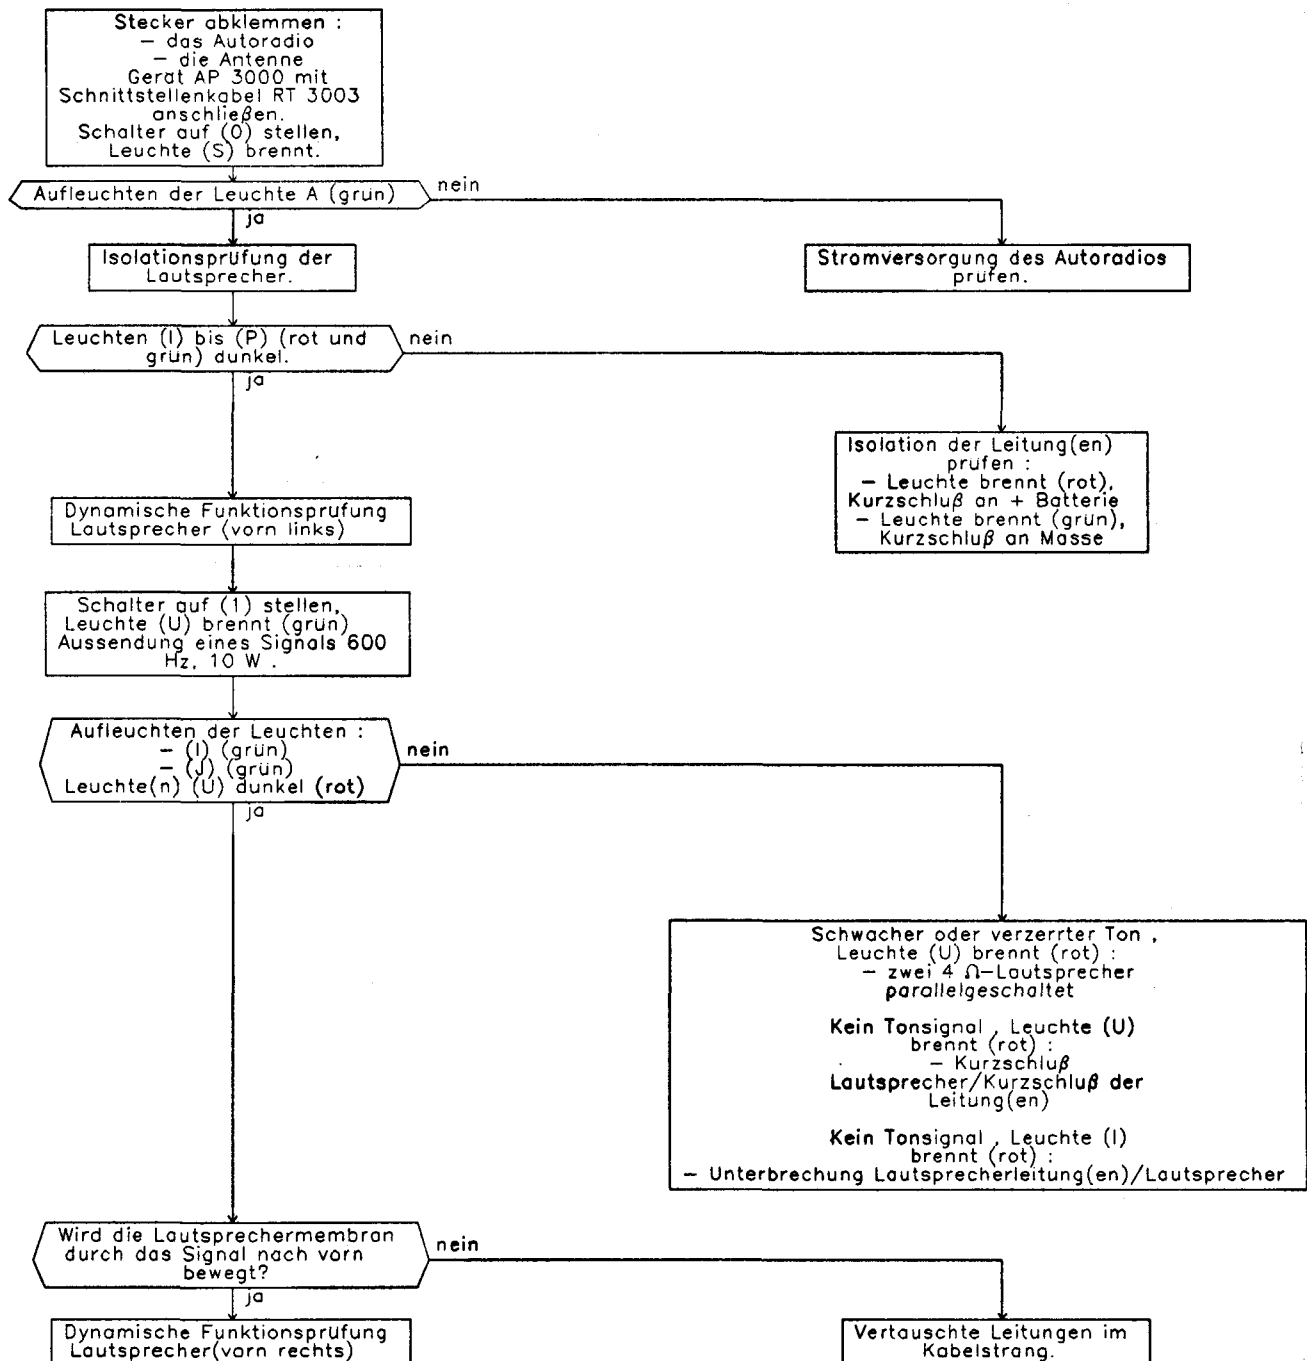 Stecker abklemmen :
– das Autoradio
– die Antenne
Gerät AP 3000 mit
Schnittstellenkabel RT 3003
anschließen.
Schalter auf (0) stellen,
Leuchte (S) brennt.
Aufleuchten der Leuchte A (grün)
nein
ja
Isolationsprüfung der
Lautsprecher.
Stromversorgung des Autoradios
prüfen.
Leuchten (I) bis (P) (rot und
grün) dunkel.
nein
ja
Isolation der Leitung(en)
prüfen :
– Leuchte brennt (rot),
Kurzschluß an + Batterie
– Leuchte brennt (grün),
Kurzschluß an Masse
Dynamische Funktionsprüfung
Lautsprecher (vorn links)
Schalter auf (1) stellen,
Leuchte (U) brennt (grün)
Aussendung eines Signals 600
Hz, 10 W .
Aufleuchten der Leuchten :
– (I) (grün)
– (J) (grün)
Leuchte(n) (U) dunkel (rot)
nein
ja
Schwacher oder verzerrter Ton ,
Leuchte (U) brennt (rot) :
– zwei 4 Ω–Lautsprecher
parallelgeschaltet
Kein Tonsignal , Leuchte (U)
brennt (rot) :
– Kurzschluß
Lautsprecher/Kurzschluß der
Leitung(en)
Kein Tonsignal , Leuchte (I)
brennt (rot) :
– Unterbrechung Lautsprecherleitung(en)/Lautsprecher
Wird die Lautsprechermembran
durch das Signal nach vorn
bewegt?
nein
ja
Dynamische Funktionsprüfung
Lautsprecher(vorn rechts)
Vertauschte Leitungen im
Kabelstrang.